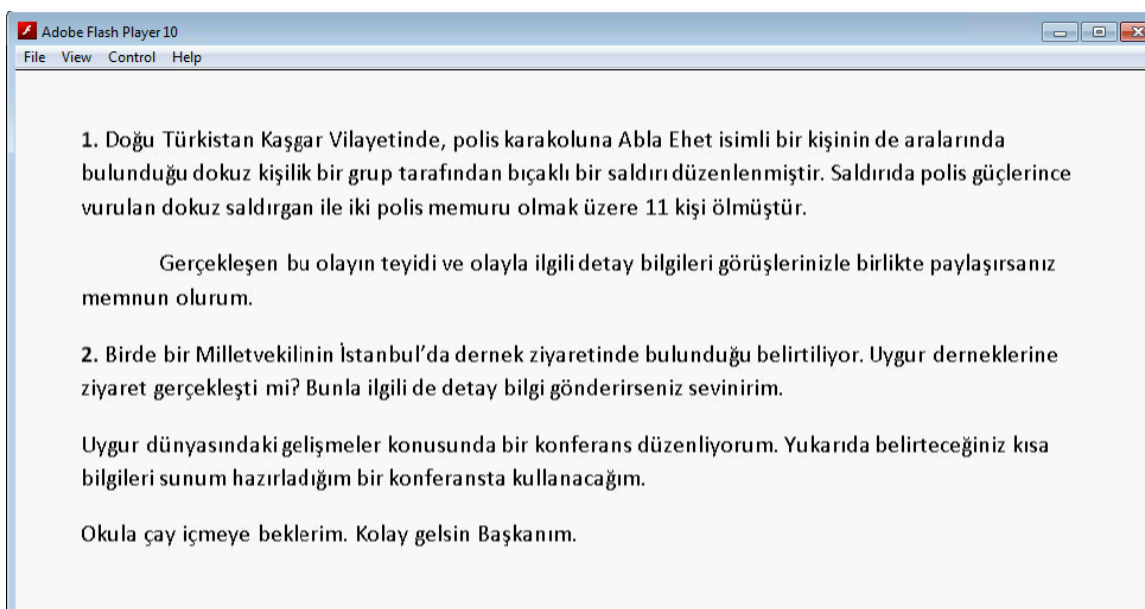 Adobe Flash Player 10
File View Control Help
1. Doğu Türkistan Kaşgar Vilayetinde, polis karakoluna Abla Ehet isimli bir kişinin de aralarında
bulunduğu dokuz kişilik bir grup tarafından bıçaklı bir saldırı düzenlenmiştir. Saldırıda polis güçlerince
vurulan dokuz saldırgan ile iki polis memuru olmak üzere 11 kişi ölmüştür.
Gerçekleşen bu olayın teyidi ve olayla ilgili detay bilgileri görüşlerinizle birlikte paylaşırsanız
memnun olurum.
2. Birde bir Milletvekilinin İstanbul'da dernek ziyaretinde bulunduğu belirtiliyor. Uygur derneklerine
ziyaret gerçekleşti mi? Bunla ilgili de detay bilgi gönderirseniz sevinirim.
Uygur dünyasındaki gelişmeler konusunda bir konferans düzenliyorum. Yukarıda belirteceğiniz kısa
bilgileri sunum hazırladığım bir konferansta kullanacağım.
Okula çay içmeye beklerim. Kolay gelsin Başkanım.